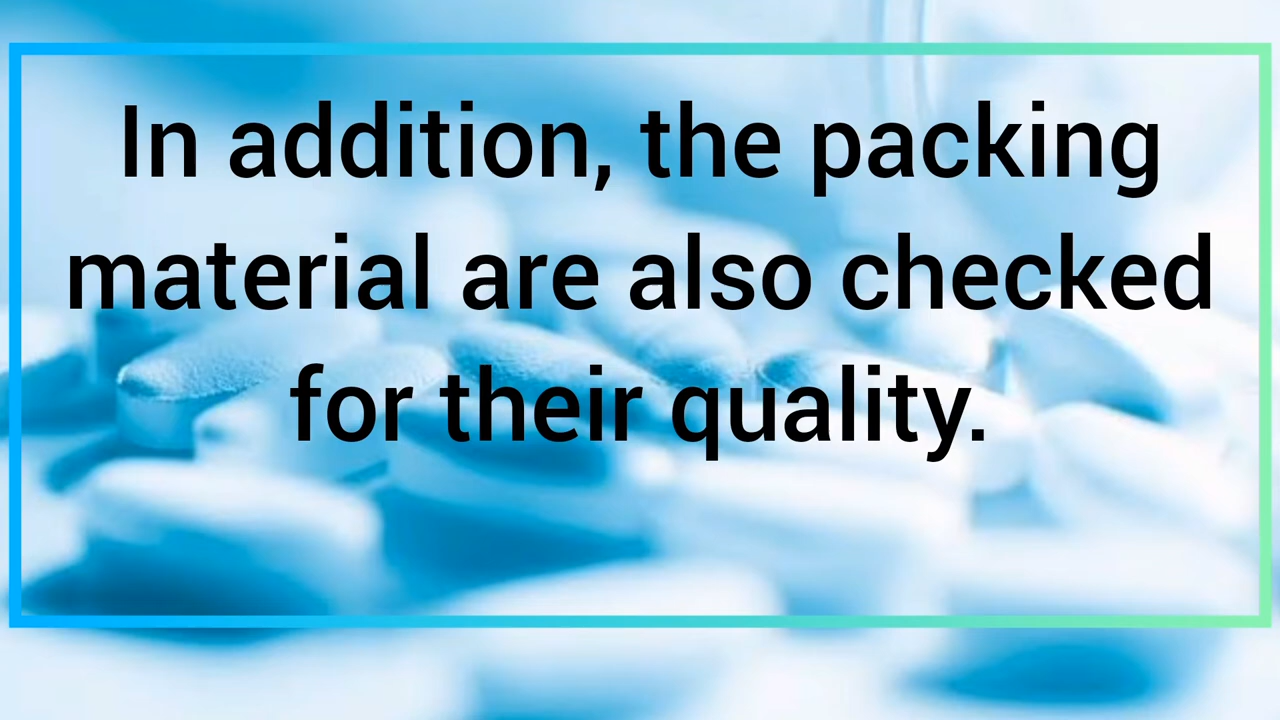 In addition, the packing
material are also checked
for their quality.